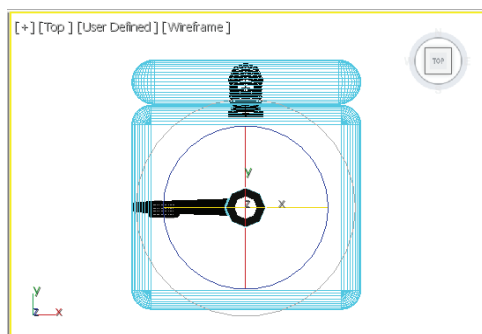 [+] [Top] [User Defined] [Wireframe]
TOP
y
z x
y
z x